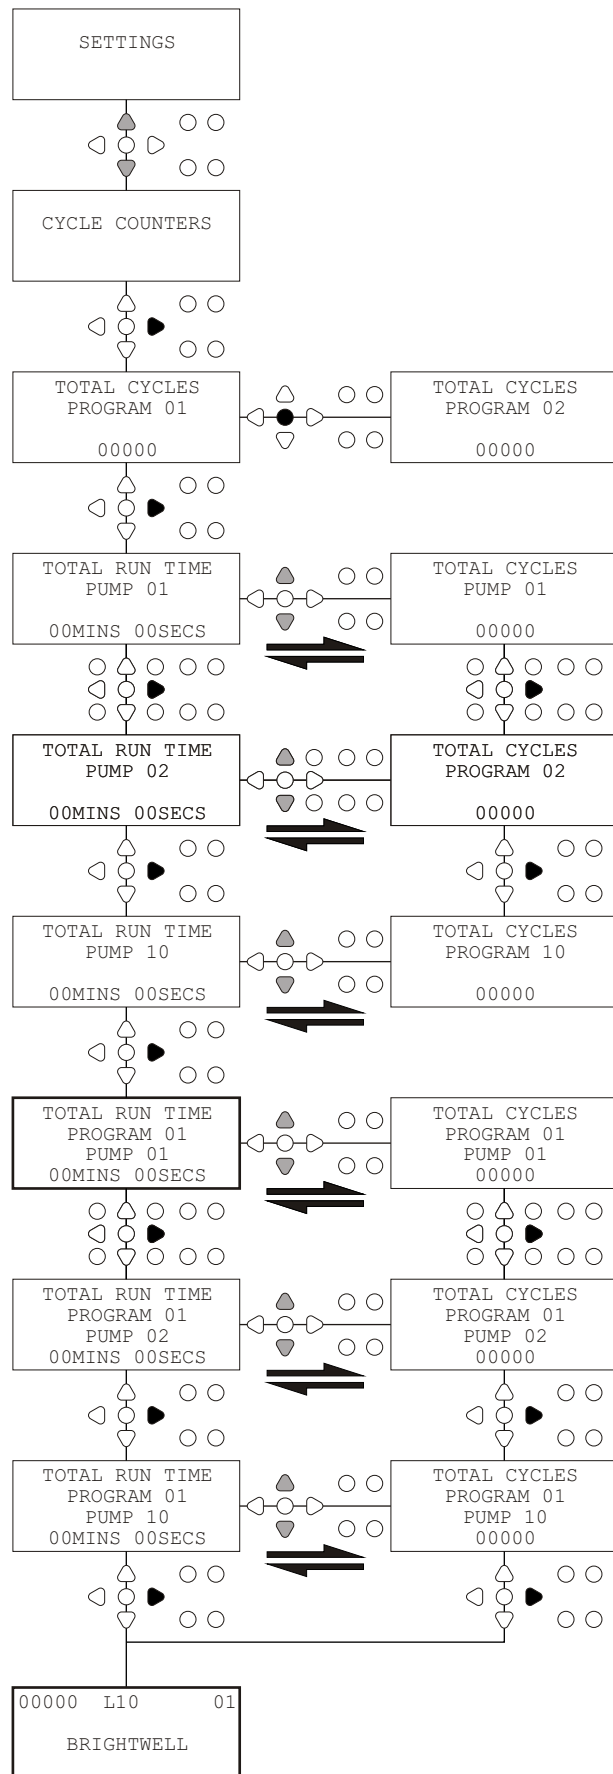 SETTINGS
CYCLE COUNTERS
TOTAL CYCLES
PROGRAM 01
00000
TOTAL CYCLES
PROGRAM 02
00000
TOTAL RUN TIME
PUMP 01
00MINS 00SECS
TOTAL CYCLES
PUMP 01
00000
TOTAL RUN TIME
PUMP 02
00MINS 00SECS
TOTAL CYCLES
PROGRAM 02
00000
TOTAL RUN TIME
PUMP 10
00MINS 00SECS
TOTAL CYCLES
PROGRAM 10
00000
TOTAL RUN TIME
PROGRAM 01
PUMP 01
00MINS 00SECS
TOTAL CYCLES
PROGRAM 01
PUMP 01
00000
TOTAL RUN TIME
PROGRAM 01
PUMP 02
00MINS 00SECS
TOTAL CYCLES
PROGRAM 01
PUMP 02
00000
TOTAL RUN TIME
PROGRAM 01
PUMP 10
00MINS 00SECS
TOTAL CYCLES
PROGRAM 01
PUMP 10
00000
00000 L10 01
BRIGHTWELL